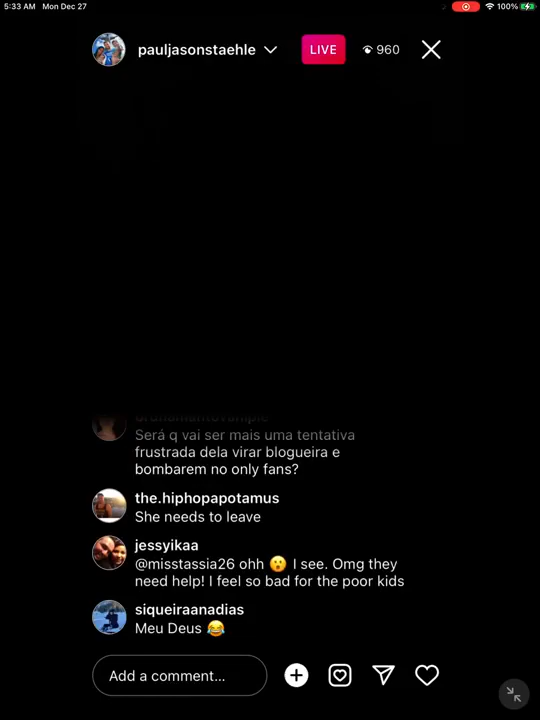 5:33 AM Mon Dec 27
100%
pauljasonstaehle
LIVE
960
Será q vai ser mais uma tentativa
frustrada dela virar blogueira e
bombarem no only fans?
the.hiphopapotamus
She needs to leave
jessyikaa
@misstassia26 ohh 😮 I see. Omg they
need help! I feel so bad for the poor kids
siqueiraanadias
Meu Deus 😂
Add a comment...